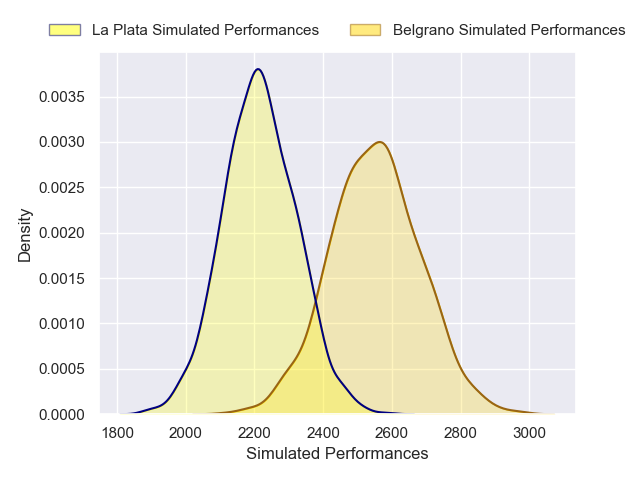 La Plata Simulated Performances Belgrano Simulated Performances
0.0035
0.0030
0.0025
0.0020
0.0015
0.0010
0.0005
0.0000
Density
1800 2000 2200 2400 2600 2800 3000
Simulated Performances